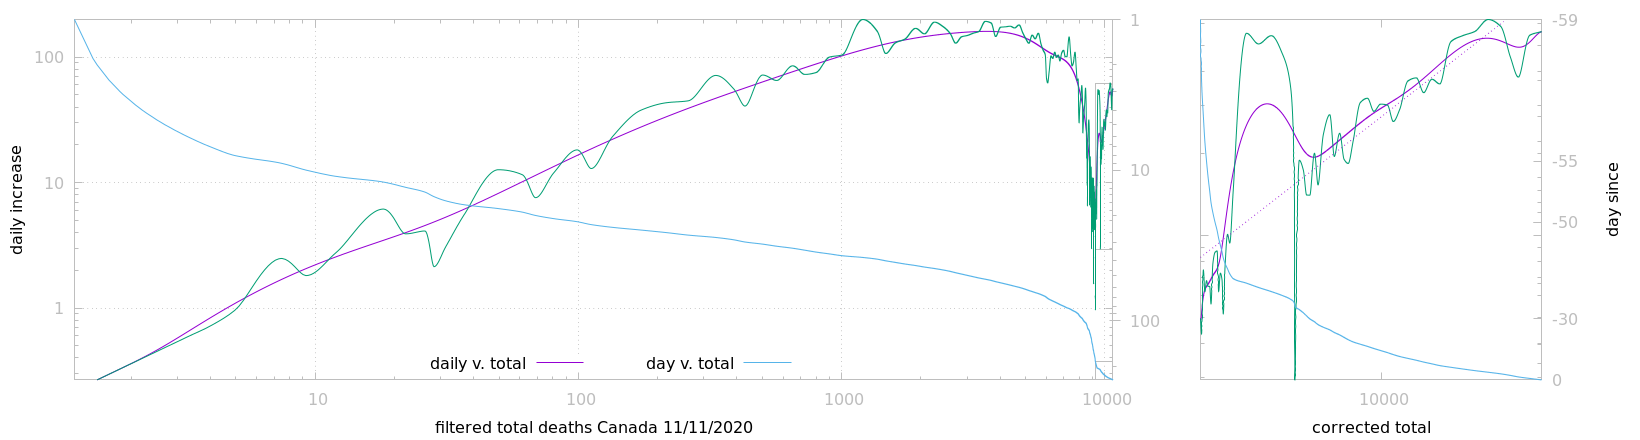 daily increase
100
10
1
1
10
100
daily v. total
day v. total
10
100
1000
10000
filtered total deaths Canada 11/11/2020
-59
-55
-50
-30
0
day since
10000
corrected total